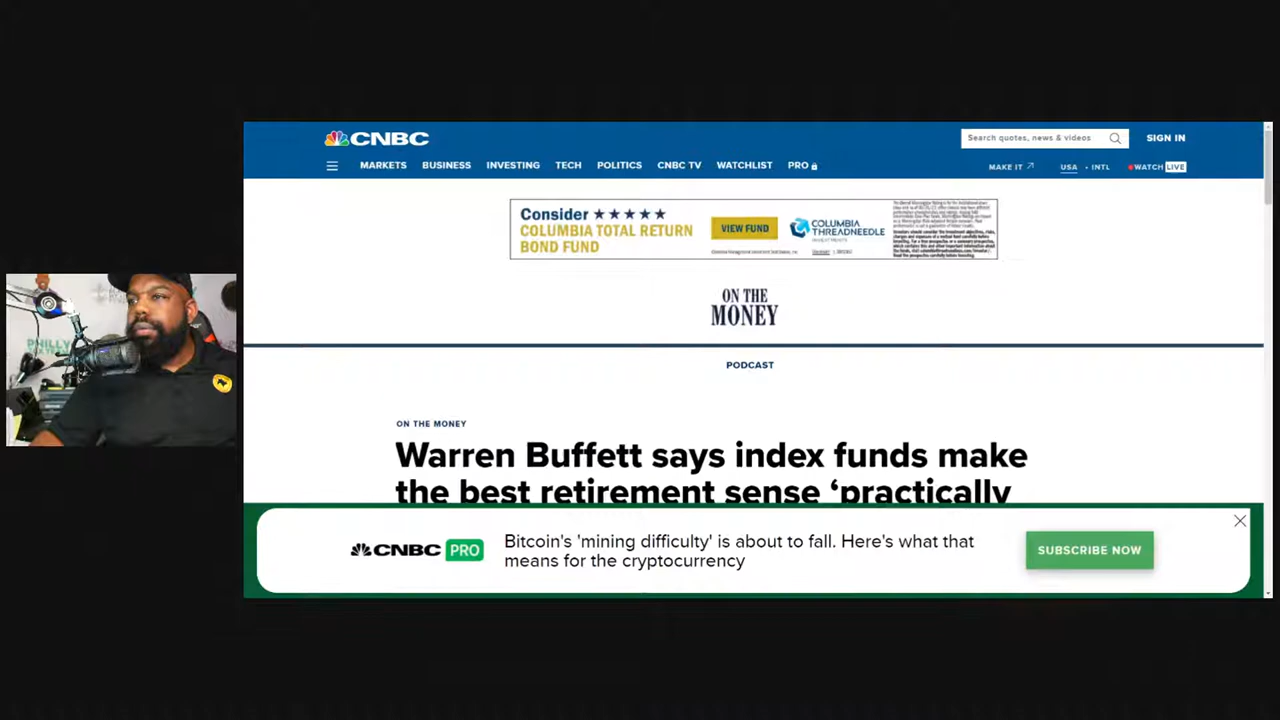 CNBC
Search quotes, news & videos
SIGN IN
MARKETS BUSINESS INVESTING TECH POLITICS CNBC TV WATCHLIST PRO
MAKE IT USA • INTL WATCH LIVE
Consider ★★★★★
COLUMBIA TOTAL RETURN
BOND FUND
VIEW FUND
COLUMBIA
THREADNEEDLE
INVESTMENTS
ON THE
MONEY
PODCAST
ON THE MONEY
Warren Buffett says index funds make
the best retirement sense ‘practically
CNBC PRO
Bitcoin's 'mining difficulty' is about to fall. Here's what that
means for the cryptocurrency
SUBSCRIBE NOW
PHILLY